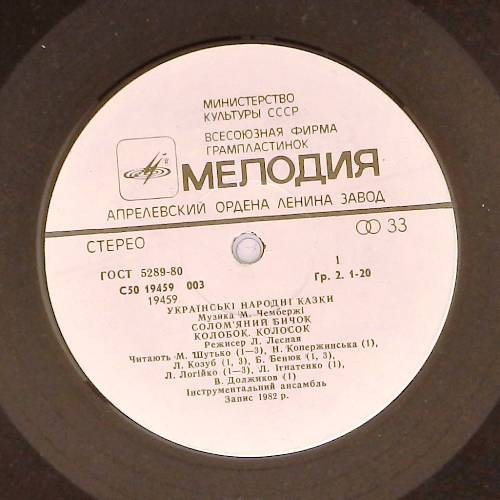 МИНИСТЕРСТВО
КУЛЬТУРЫ СССР
ВСЕСОЮЗНАЯ ФИРМА
ГРАМПЛАСТИНОК
МЕЛОДИЯ
АПРЕЛЕВСКИЙ ОРДЕНА ЛЕНИНА ЗАВОД
СТЕРЕО 33
ГОСТ 5289-80 1
С50 19459 003 Гр. 2. 1-20
19459
УКРАЇНСЬКІ НАРОДНІ КАЗКИ
Музика М. Чембержі
СОЛОМ'ЯНИЙ БИЧОК
КОЛОБОК. КОЛОСОК
Режисер Л. Лесная
Читають М. Шутько (1—3), Н. Копержинська (1),
Л. Козуб (1, 3), Б. Бенюк (1, 3),
Л. Логійко (1—3), Л. Ігнатенко (1),
В. Должиков (1)
Інструментальний ансамбль
Запис 1982 р.